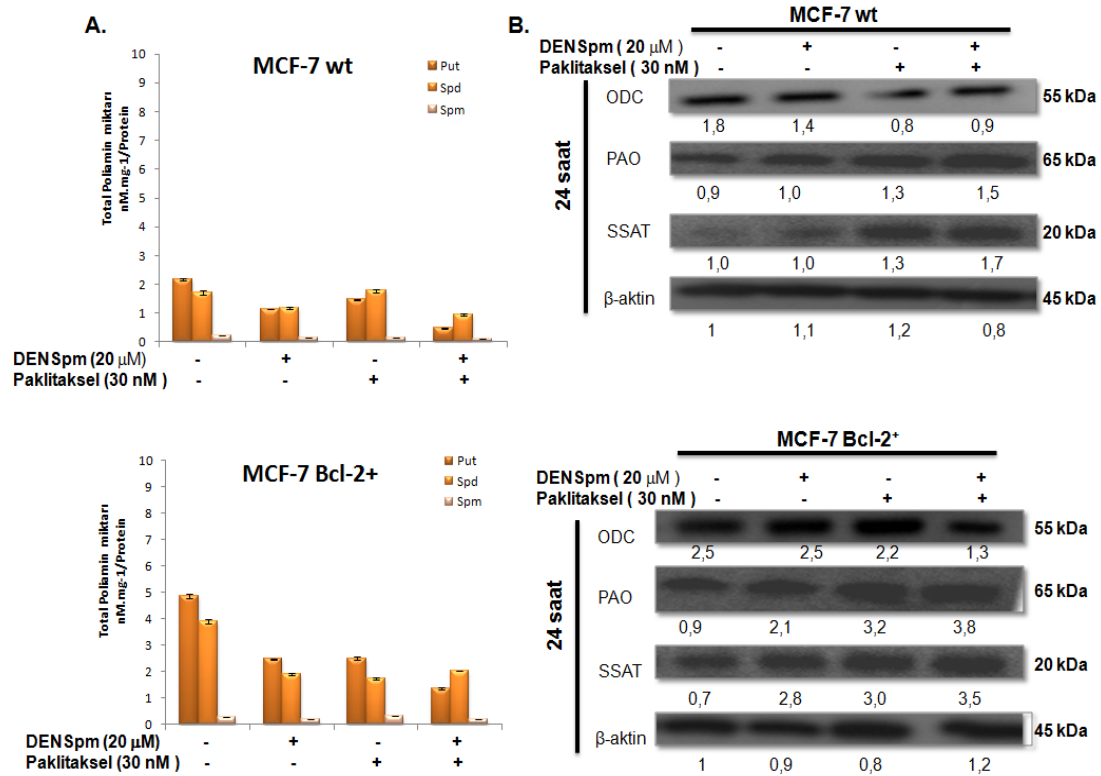 A.
MCF-7 wt
Put
Spd
Spm
Total Poliamin miktarı
nM.mg-1/Protein
10
9
8
7
6
5
4
3
2
1
0
DENSpm (20 μM) - + - +
Paklitaksel (30 nM ) - - + +
B.
MCF-7 wt
DENSpm ( 20 μM ) - + - +
Paklitaksel ( 30 nM ) - - + +
24 saat
ODC 55 kDa
1,8 1,4 0,8 0,9
PAO 65 kDa
0,9 1,0 1,3 1,5
SSAT 20 kDa
1,0 1,0 1,3 1,7
β-aktin 45 kDa
1 1,1 1,2 0,8
MCF-7 Bcl-2+
Put
Spd
Spm
Total Poliamin miktarı
nM.mg-1/Protein
10
9
8
7
6
5
4
3
2
1
0
DENSpm (20 μM) - + - +
Paklitaksel (30 nM ) - - + +
MCF-7 Bcl-2⁺
DENSpm ( 20 μM ) - + - +
Paklitaksel ( 30 nM ) - - + +
24 saat
ODC 55 kDa
2,5 2,5 2,2 1,3
PAO 65 kDa
0,9 2,1 3,2 3,8
SSAT 20 kDa
0,7 2,8 3,0 3,5
β-aktin 45 kDa
1 0,9 0,8 1,2